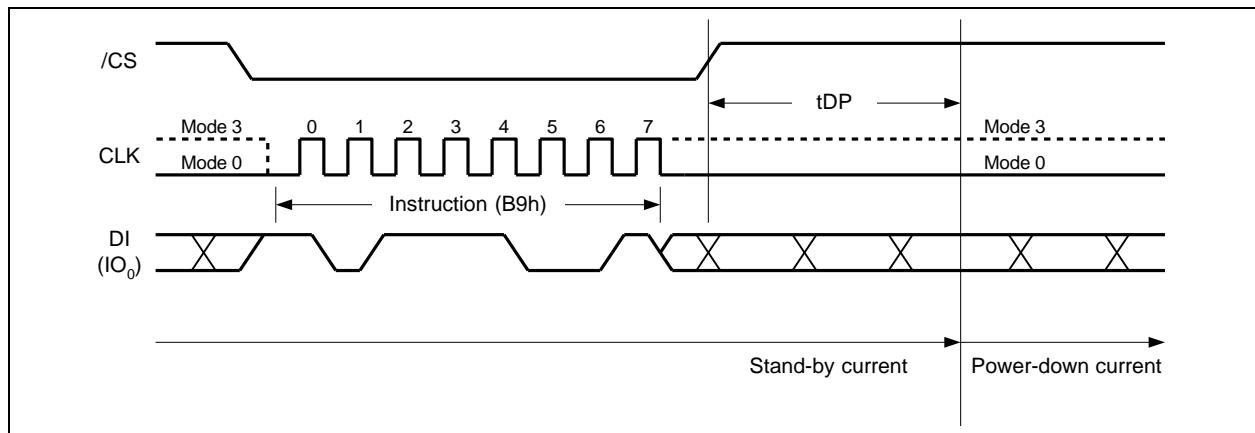 /CS
tDP
Mode 3 0 1 2 3 4 5 6 7 Mode 3
CLK
Mode 0 Mode 0
Instruction (B9h)
DI
(IO₀)
Stand-by current Power-down current